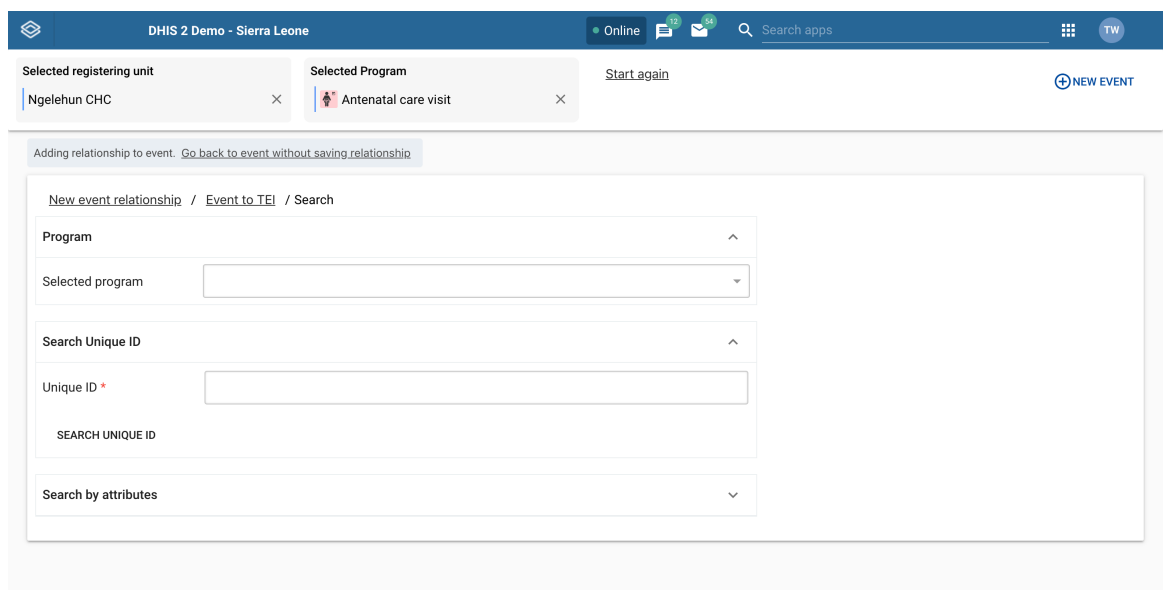 DHIS 2 Demo - Sierra Leone
Online
12
54
Search apps
TW
Selected registering unit
Ngelehun CHC
Selected Program
Antenatal care visit
Start again
NEW EVENT
Adding relationship to event. Go back to event without saving relationship
New event relationship / Event to TEI / Search
Program
Selected program
Search Unique ID
Unique ID *
SEARCH UNIQUE ID
Search by attributes